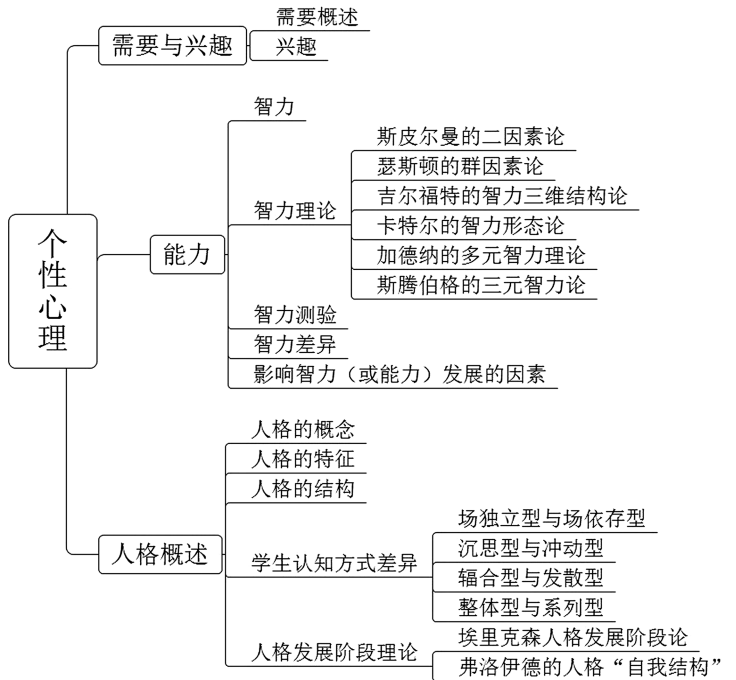 个性心理
需要与兴趣
需要概述
兴趣
能力
智力
智力理论
斯皮尔曼的二因素论
瑟斯顿的群因素论
吉尔福特的智力三维结构论
卡特尔的智力形态论
加德纳的多元智力理论
斯腾伯格的三元智力论
智力测验
智力差异
影响智力（或能力）发展的因素
人格概述
人格的概念
人格的特征
人格的结构
学生认知方式差异
场独立型与场依存型
沉思型与冲动型
辐合型与发散型
整体型与系列型
人格发展阶段理论
埃里克森人格发展阶段论
弗洛伊德的人格“自我结构”